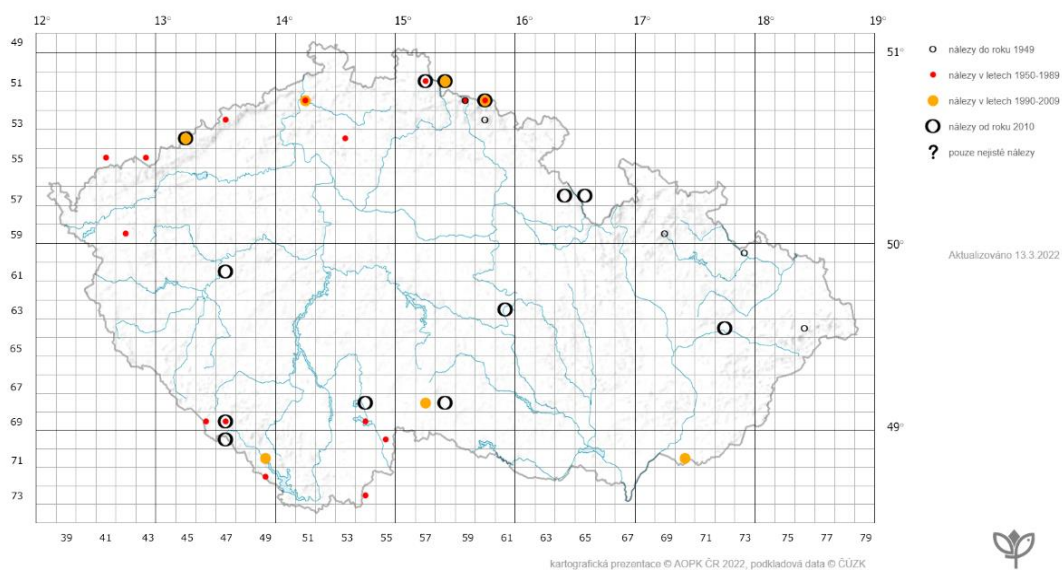 12° 13° 14° 15° 16° 17° 18° 19°
49
51°
51
53
55
57
59
50°
61
63
65
67
69
49°
71
73
39 41 43 45 47 49 51 53 55 57 59 61 63 65 67 69 71 73 75 77 79
nálezy do roku 1949
nálezy v letech 1950-1989
nálezy v letech 1990-2009
nálezy od roku 2010
? pouze nejisté nálezy
Aktualizováno 13.3.2022
kartografická prezentace © AOPK ČR 2022, podkladová data © ČÚZK